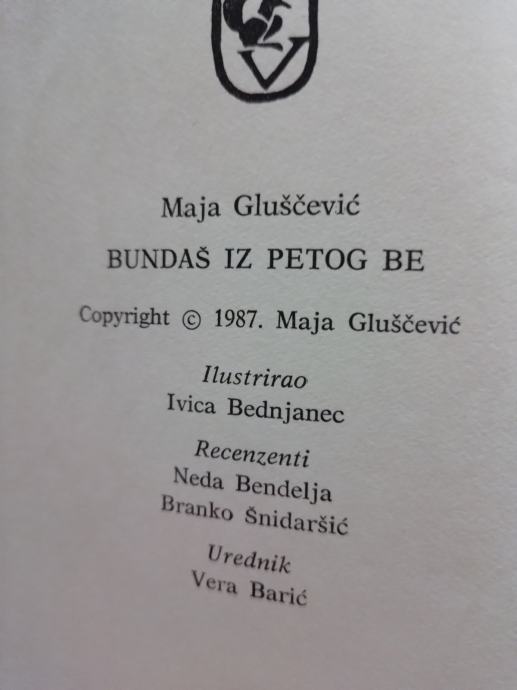 V
Maja Gluščević
BUNDAŠ IZ PETOG BE
Copyright © 1987. Maja Gluščević
Ilustrirao
Ivica Bednjanec
Recenzenti
Neda Bendelja
Branko Šnidaršić
Urednik
Vera Barić